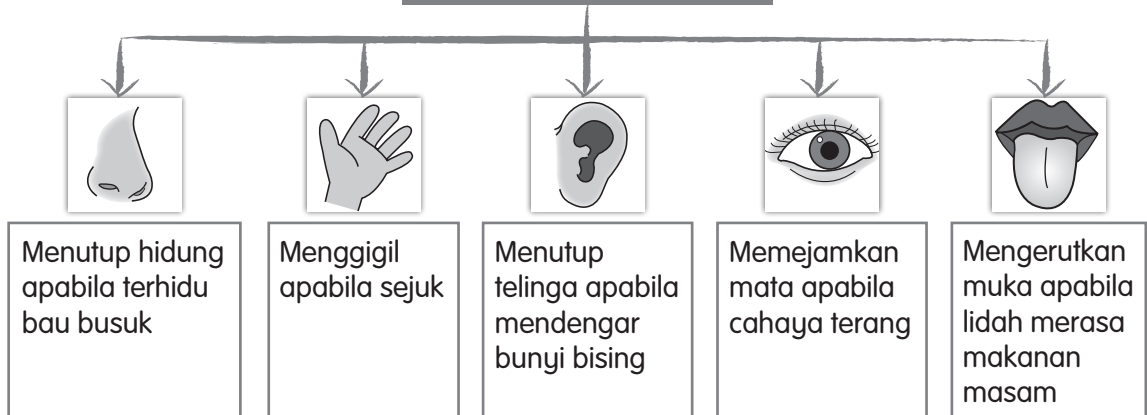 Menutup hidung
apabila terhidu
bau busuk
Menggigil
apabila sejuk
Menutup
telinga apabila
mendengar
bunyi bising
Memejamkan
mata apabila
cahaya terang
Mengerutkan
muka apabila
lidah merasa
makanan
masam